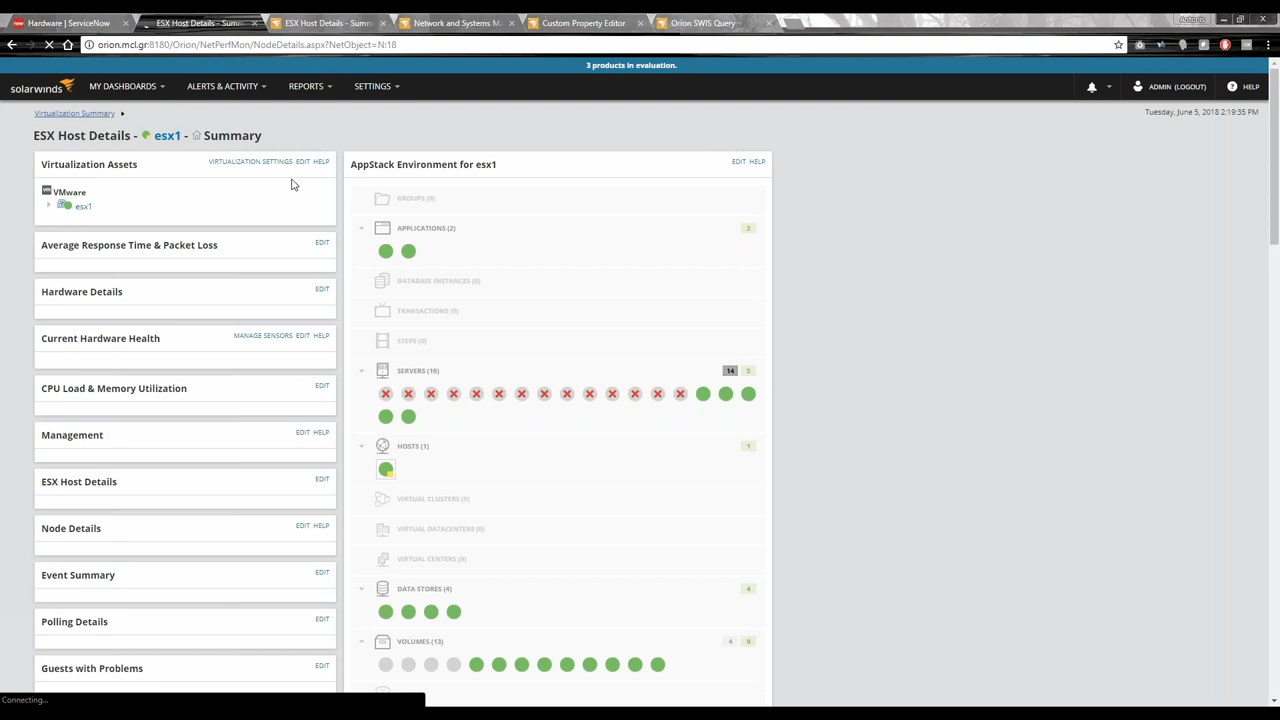 Hardware | ServiceNow
ESX Host Details - Summ
ESX Host Details - Summ
Network and Systems M
Custom Property Editor
Orion SWIS Query
Antonis
orion.mcl.gr:8180/Orion/NetPerfMon/NodeDetails.aspx?NetObject=N:18
3 products in evaluation.
solarwinds
MY DASHBOARDS
ALERTS & ACTIVITY
REPORTS
SETTINGS
ADMIN (LOGOUT)
HELP
Virtualization Summary
Tuesday, June 5, 2018 2:19:35 PM
ESX Host Details - esx1 - Summary
Virtualization Assets
VIRTUALIZATION SETTINGS EDIT HELP
vm VMware
esx1
Average Response Time & Packet Loss
EDIT
Hardware Details
EDIT
Current Hardware Health
MANAGE SENSORS EDIT HELP
CPU Load & Memory Utilization
EDIT
Management
EDIT HELP
ESX Host Details
EDIT
Node Details
EDIT HELP
Event Summary
EDIT
Polling Details
EDIT
Guests with Problems
EDIT
AppStack Environment for esx1
EDIT HELP
GROUPS (0)
APPLICATIONS (2)
2
DATABASE INSTANCES (0)
TRANSACTIONS (0)
STEPS (0)
SERVERS (19)
14 5
HOSTS (1)
1
VIRTUAL CLUSTERS (0)
VIRTUAL DATACENTERS (0)
VIRTUAL CENTERS (0)
DATA STORES (4)
4
VOLUMES (13)
4 9
Connecting...